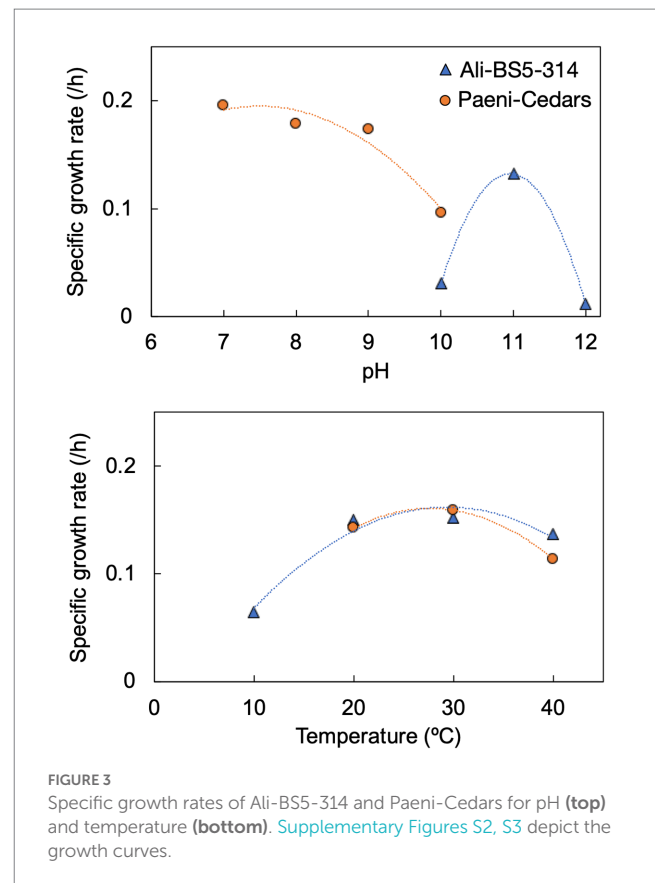 Ali-BS5-314
Paeni-Cedars
Specific growth rate (/h)
0.2
0.1
0
6 7 8 9 10 11 12
pH
Specific growth rate (/h)
0.2
0.1
0
0 10 20 30 40
Temperature (ºC)
FIGURE 3
Specific growth rates of Ali-BS5-314 and Paeni-Cedars for pH (top)
and temperature (bottom). Supplementary Figures S2, S3 depict the
growth curves.